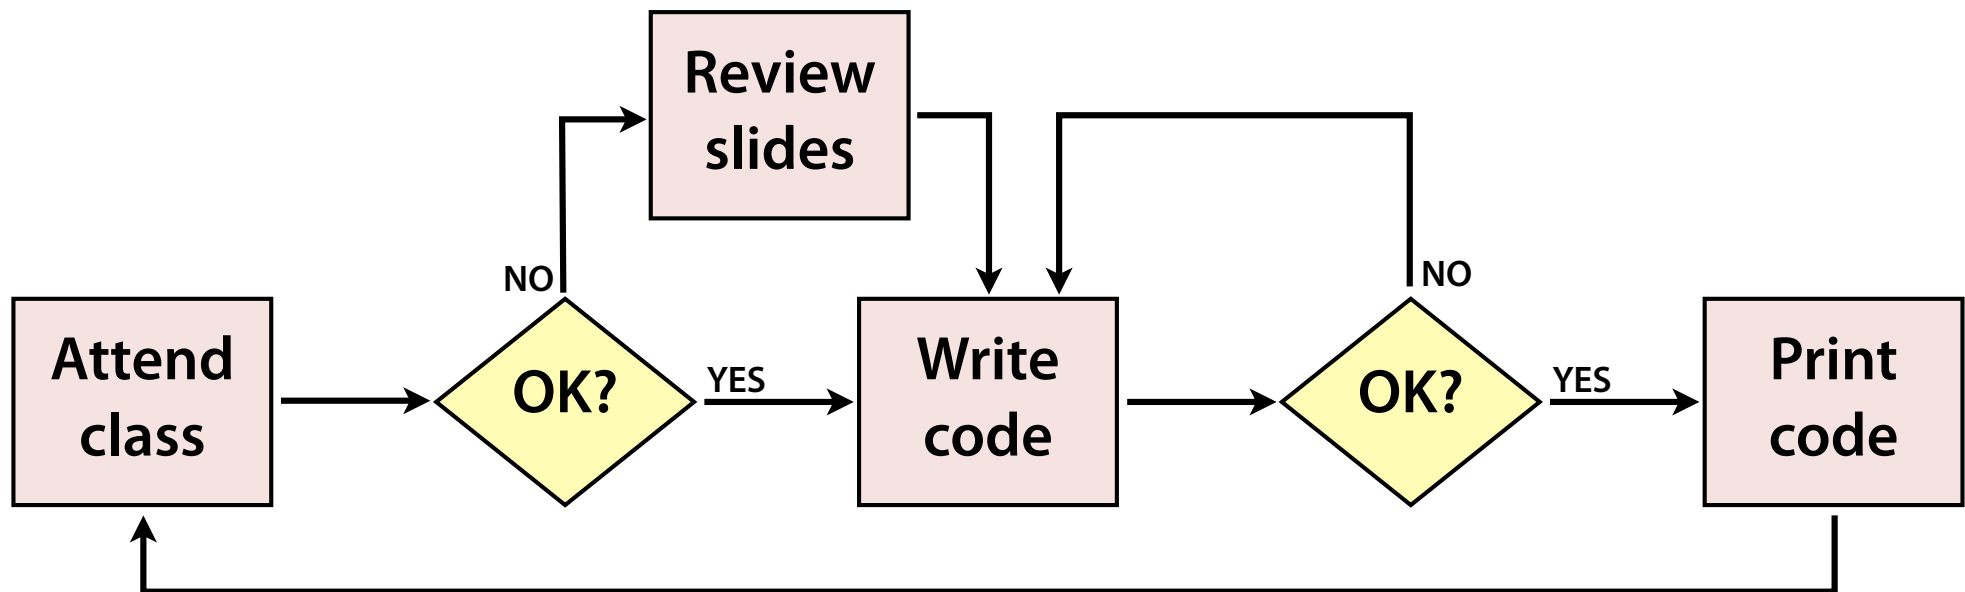 Review
slides
NO
NO
Attend
class
OK?
YES
Write
code
OK?
YES
Print
code